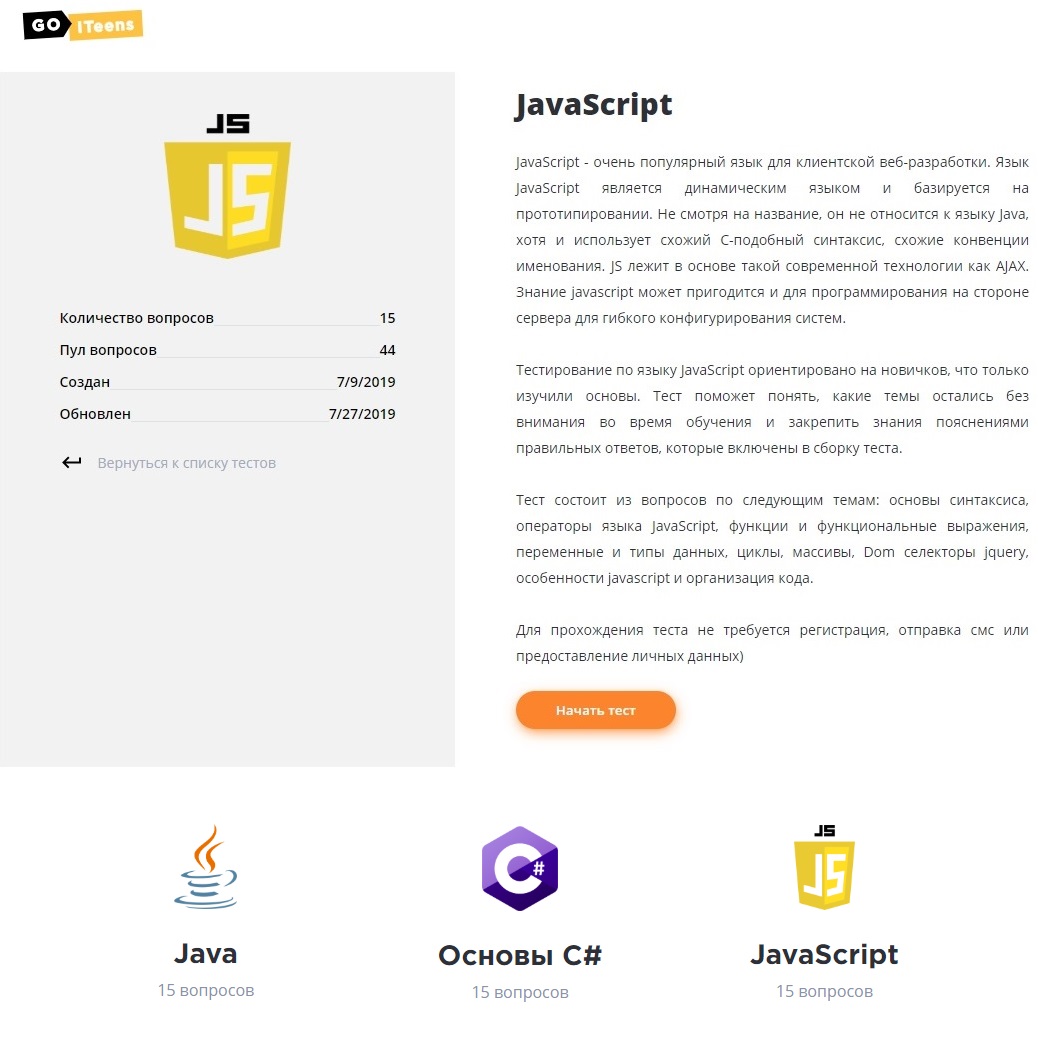 GO ITeens
JS
JS
Количество вопросов 15
Пул вопросов 44
Создан 7/9/2019
Обновлен 7/27/2019
Вернуться к списку тестов
JavaScript
JavaScript - очень популярный язык для клиентской веб-разработки. Язык
JavaScript является динамическим языком и базируется на
прототипировании. Не смотря на название, он не относится к языку Java,
хотя и использует схожий С-подобный синтаксис, схожие конвенции
именования. JS лежит в основе такой современной технологии как AJAX.
Знание javascript может пригодится и для программирования на стороне
сервера для гибкого конфигурирования систем.
Тестирование по языку JavaScript ориентировано на новичков, что только
изучили основы. Тест поможет понять, какие темы остались без
внимания во время обучения и закрепить знания пояснениями
правильных ответов, которые включены в сборку теста.
Тест состоит из вопросов по следующим темам: основы синтаксиса,
операторы языка JavaScript, функции и функциональные выражения,
переменные и типы данных, циклы, массивы, Dom селекторы jquery,
особенности javascript и организация кода.
Для прохождения теста не требуется регистрация, отправка смс или
предоставление личных данных)
Начать тест
C#
JS
JS
Java
Основы C#
JavaScript
15 вопросов
15 вопросов
15 вопросов